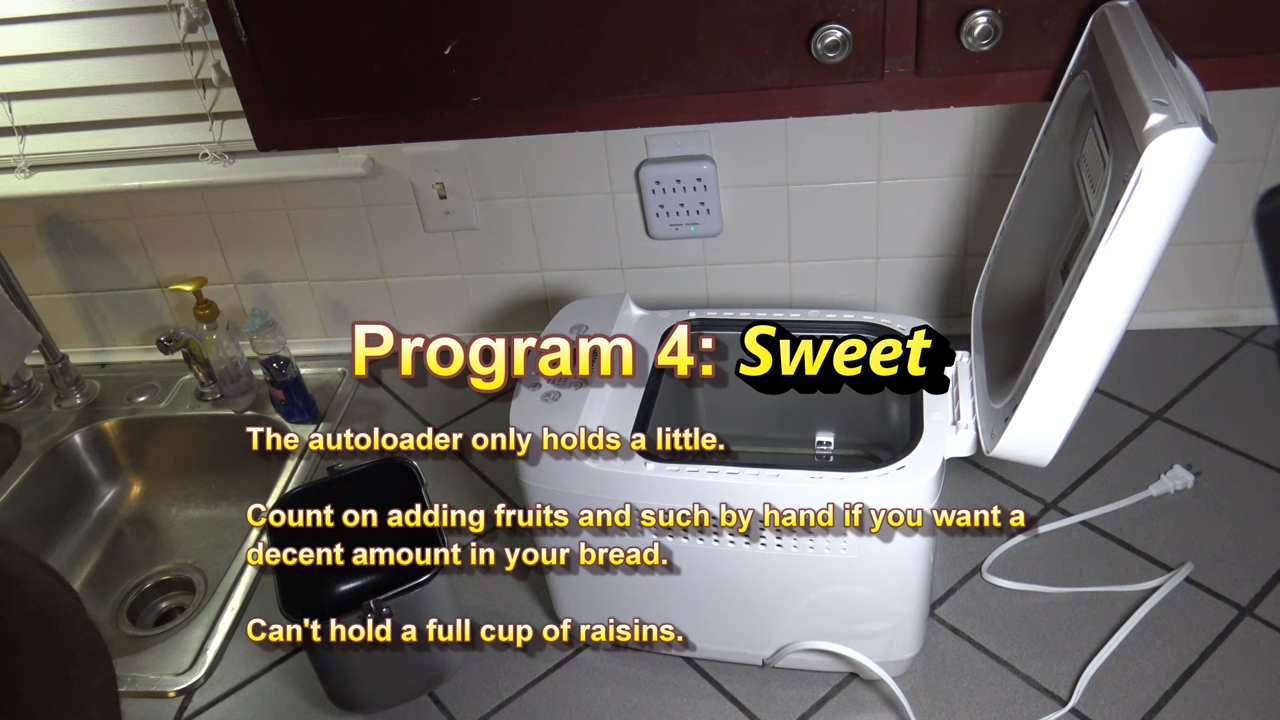 Program 4: Sweet
The autoloader only holds a little.
Count on adding fruits and such by hand if you want a
decent amount in your bread.
Can't hold a full cup of raisins.